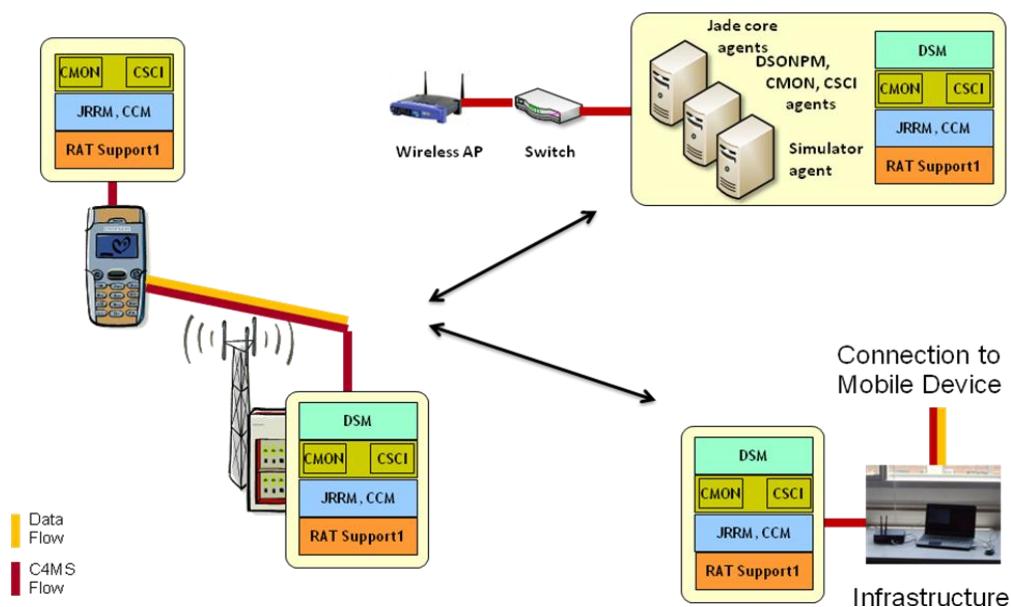 CMON
CSCI
JRRM, CCM
RAT Support1
Wireless AP
Switch
Jade core
agents
DSONPM,
CMON, CSCI
agents
Simulator
agent
DSM
CMON
CSCI
JRRM, CCM
RAT Support1
DSM
CMON
CSCI
JRRM, CCM
RAT Support1
Connection to
Mobile Device
DSM
CMON
CSCI
JRRM, CCM
RAT Support1
Infrastructure
Data
Flow
C4MS
Flow